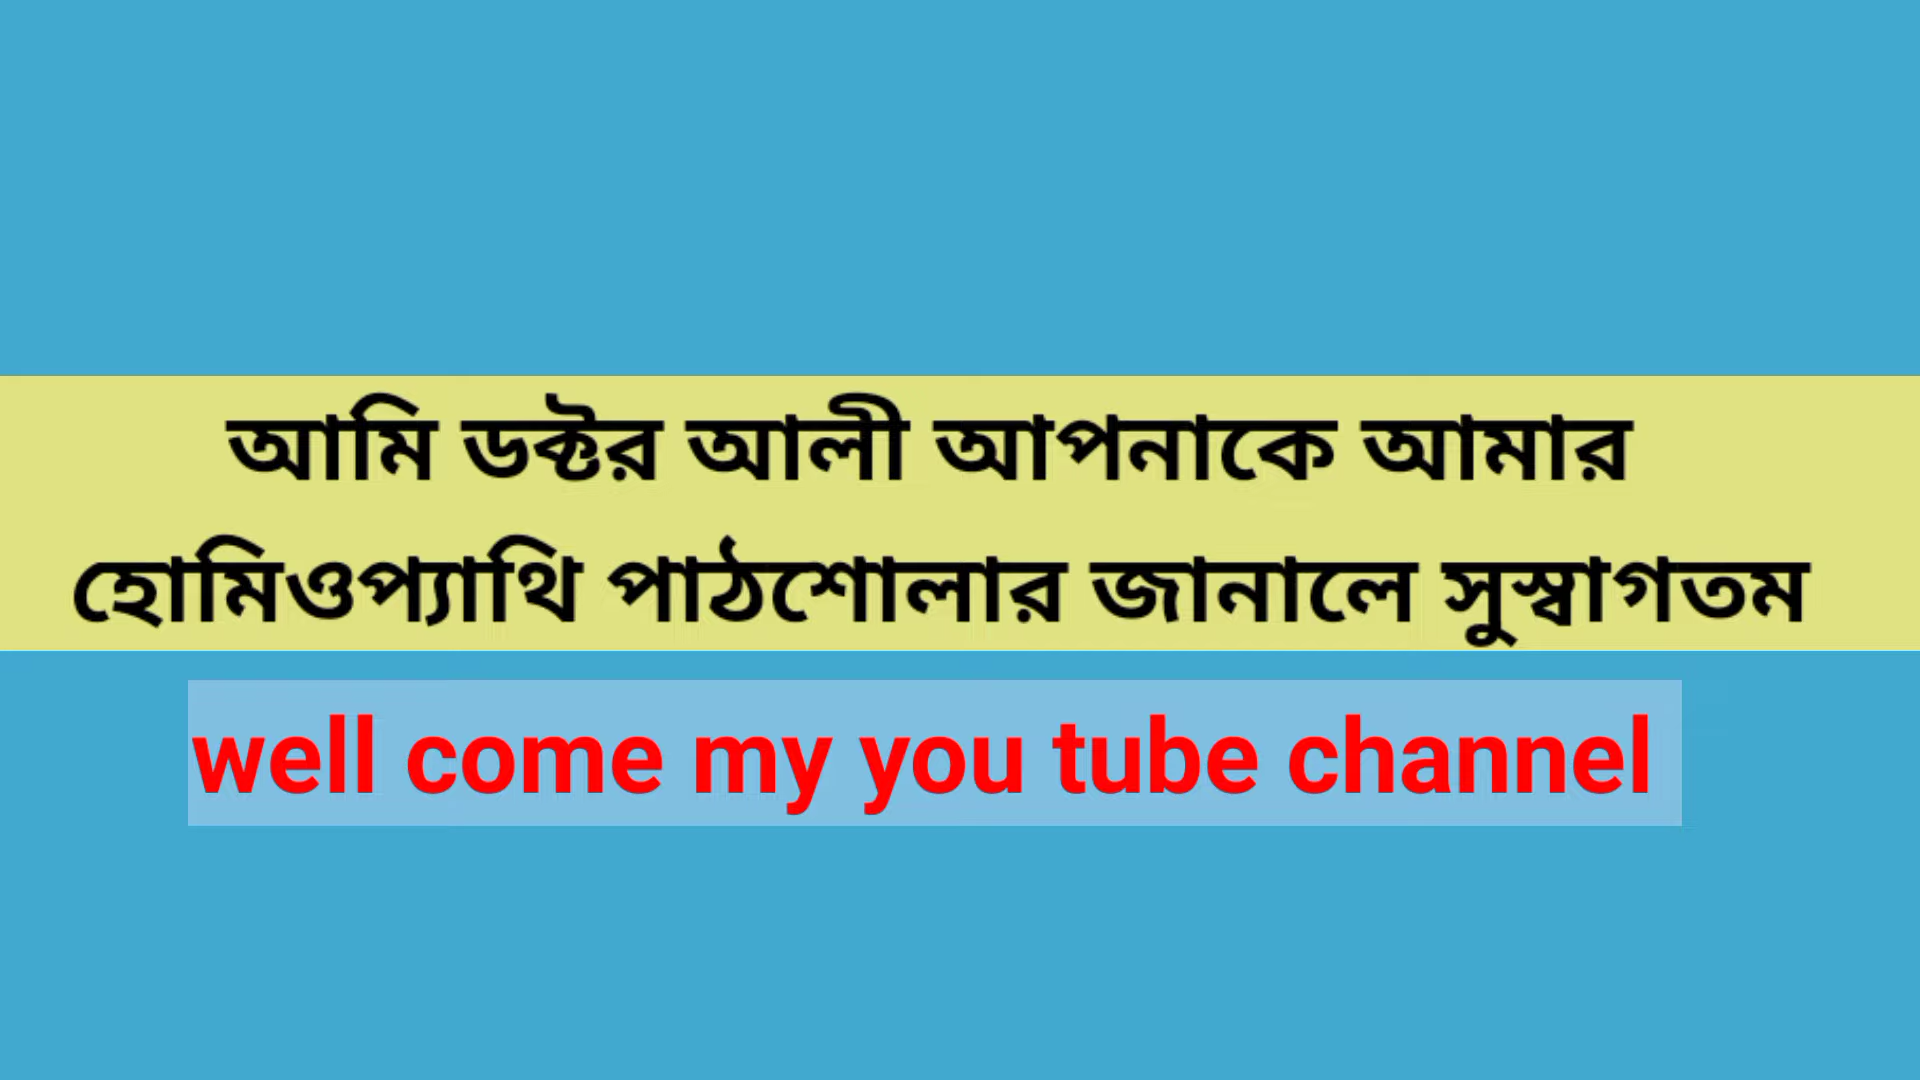 আমি ডক্টর আলী আপনাকে আমার
হোমিওপ্যাথি পাঠশোলার জানালে সুস্বাগতম
well come my you tube channel